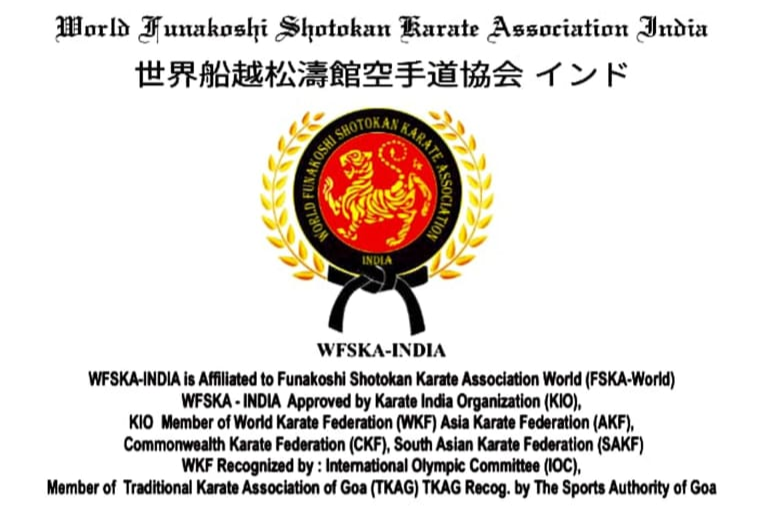 World Funakoshi Shotokan Karate Association India
世界船越松濤館空手道協会 インド
WORLD FUNAKOSHI SHOTOKAN KARATE ASSOCIATION
INDIA
WFSKA-INDIA
WFSKA-INDIA is Affiliated to Funakoshi Shotokan Karate Association World (FSKA-World)
WFSKA - INDIA Approved by Karate India Organization (KIO),
KIO Member of World Karate Federation (WKF) Asia Karate Federation (AKF),
Commonwealth Karate Federation (CKF), South Asian Karate Federation (SAKF)
WKF Recognized by : International Olympic Committee (IOC),
Member of Traditional Karate Association of Goa (TKAG) TKAG Recog. by The Sports Authority of Goa